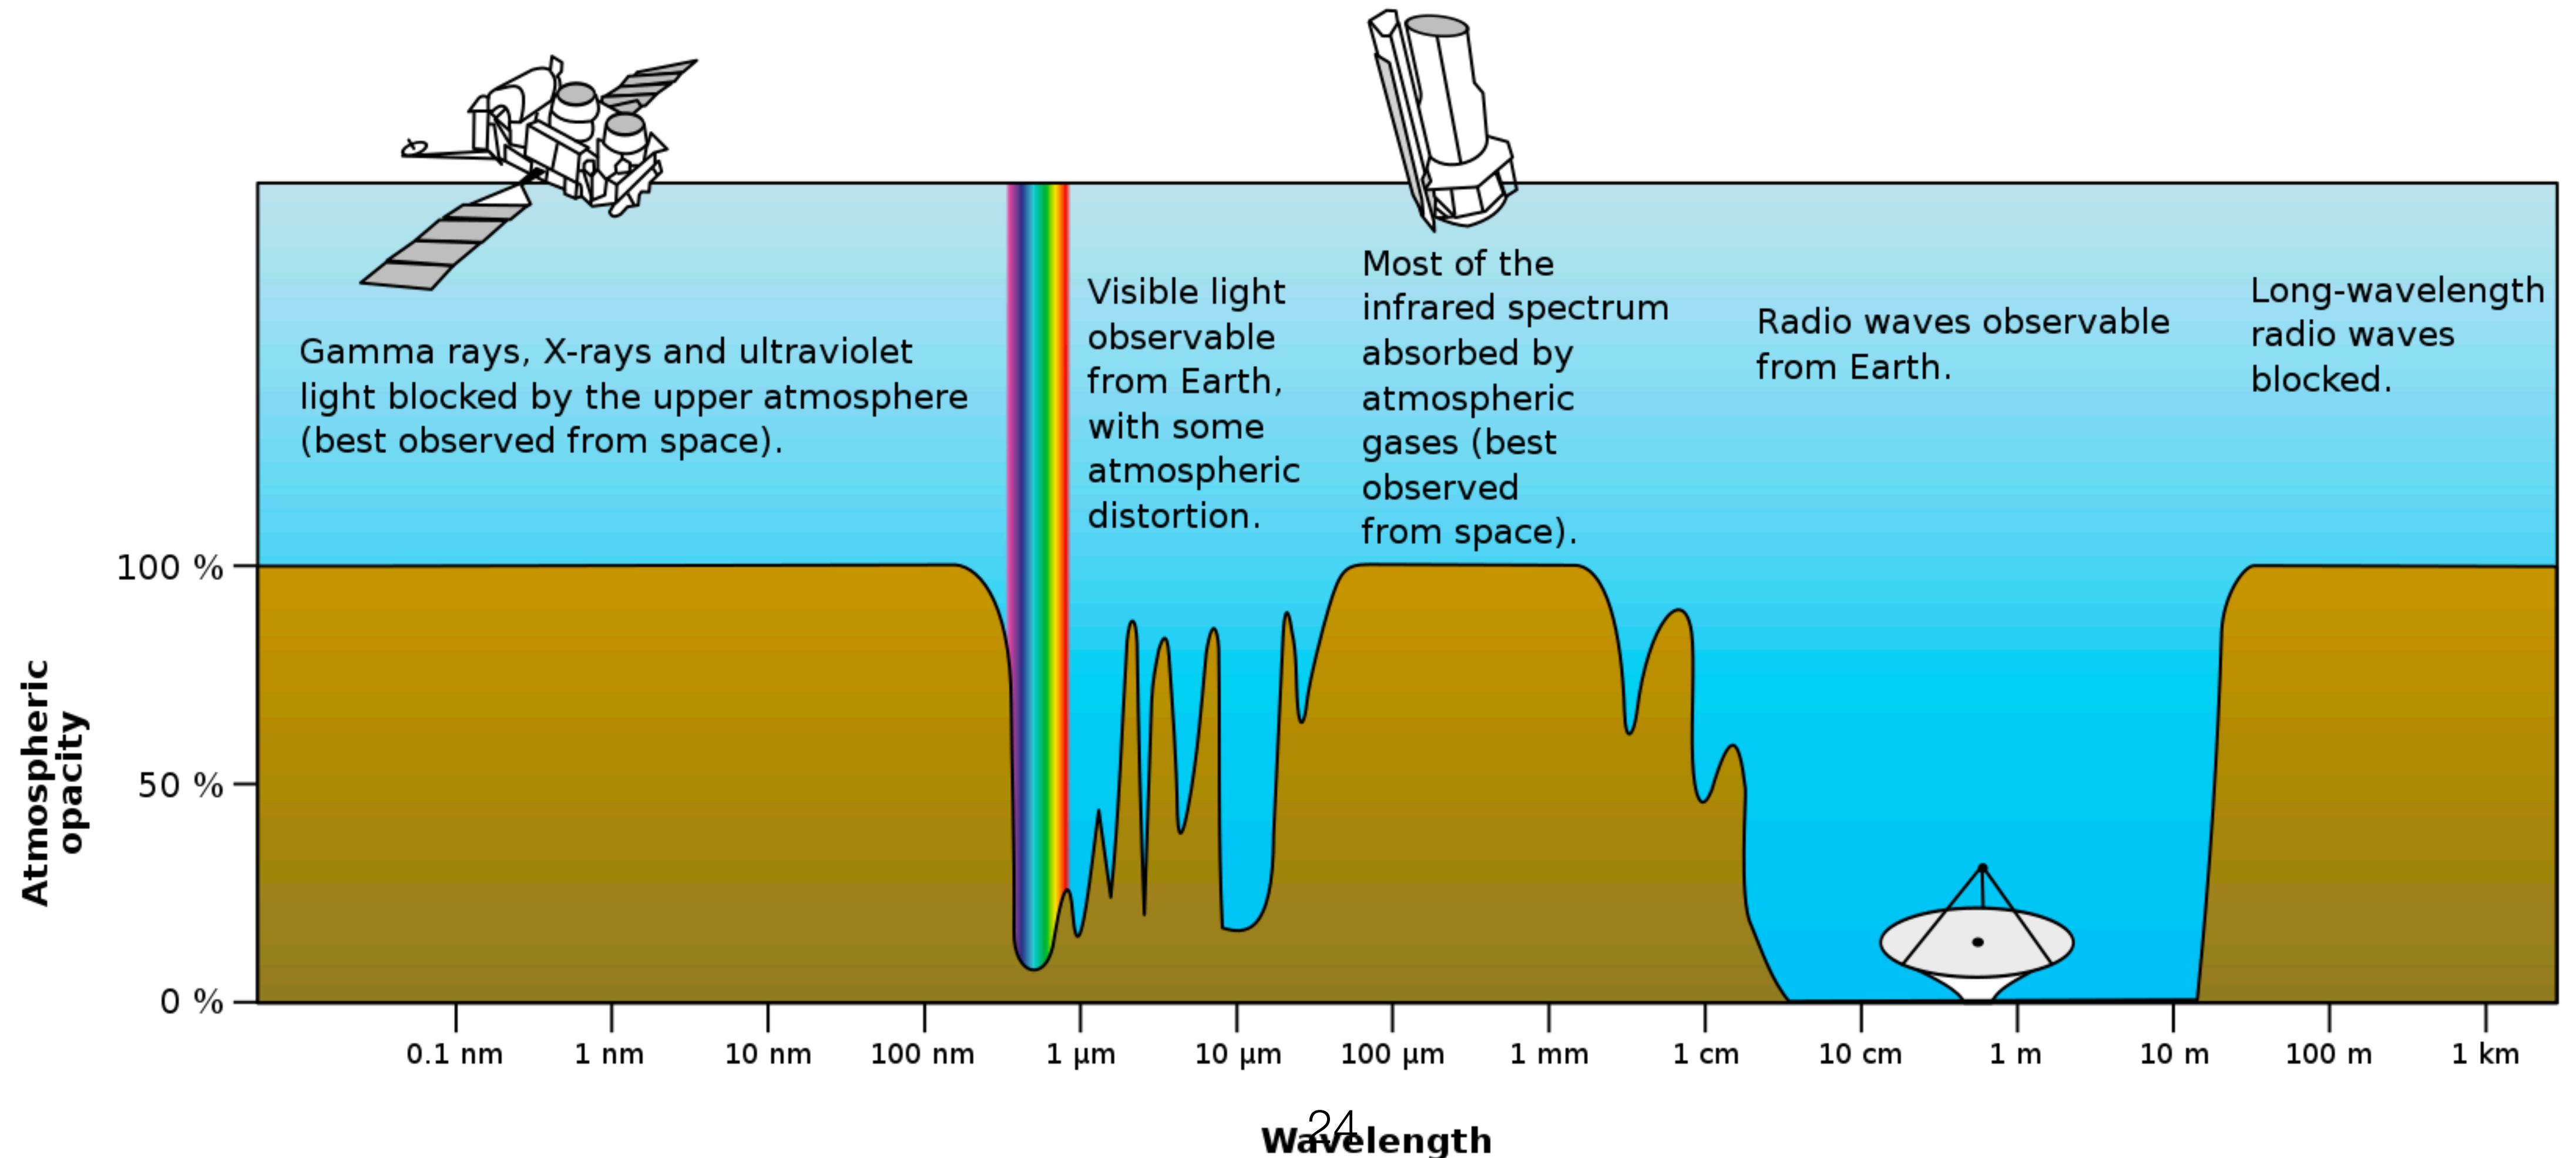 Gamma rays, X-rays and ultraviolet
light blocked by the upper atmosphere
(best observed from space).
Visible light
observable
from Earth,
with some
atmospheric
distortion.
Most of the
infrared spectrum
absorbed by
atmospheric
gases (best
observed
from space).
Radio waves observable
from Earth.
Long-wavelength
radio waves
blocked.
Atmospheric
opacity
100 %
50 %
0 %
0.1 nm 1 nm 10 nm 100 nm 1 μm 10 μm 100 μm 1 mm 1 cm 10 cm 1 m 10 m 100 m 1 km
24
Wavelength